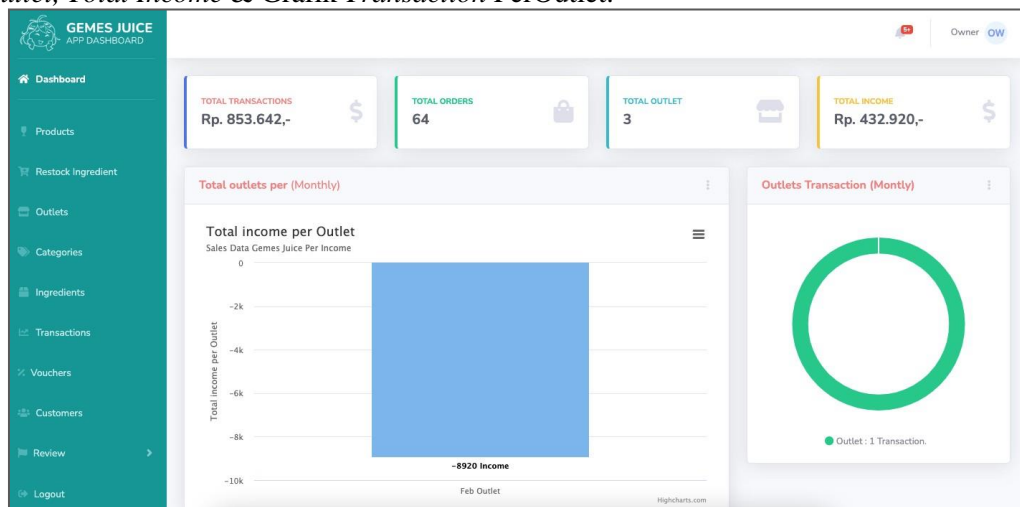 utlet, Total Income & Grafik Transaction PerOutlet.
GEMES JUICE
APP DASHBOARD
5+
Owner OW
Dashboard
Products
Restock Ingredient
Outlets
Categories
Ingredients
Transactions
Vouchers
Customers
Review
Logout
TOTAL TRANSACTIONS
Rp. 853.642,-
TOTAL ORDERS
64
TOTAL OUTLET
3
TOTAL INCOME
Rp. 432.920,-
Total outlets per (Monthly)
Total income per Outlet
Sales Data Gemes Juice Per Income
Total income per Outlet
0
-2k
-4k
-6k
-8k
-10k
-8920 Income
Feb Outlet
Highcharts.com
Outlets Transaction (Montly)
Outlet : 1 Transaction.